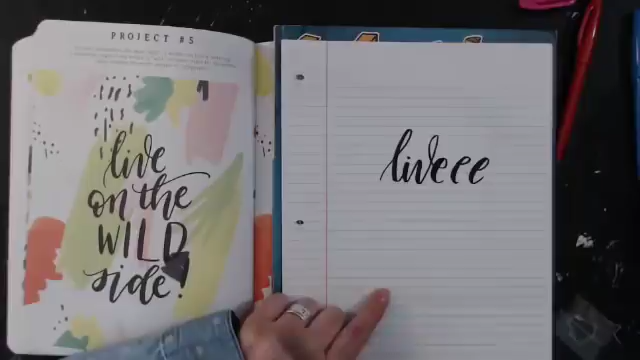 PROJECT #5
live
on the
WILD
side!
liveee